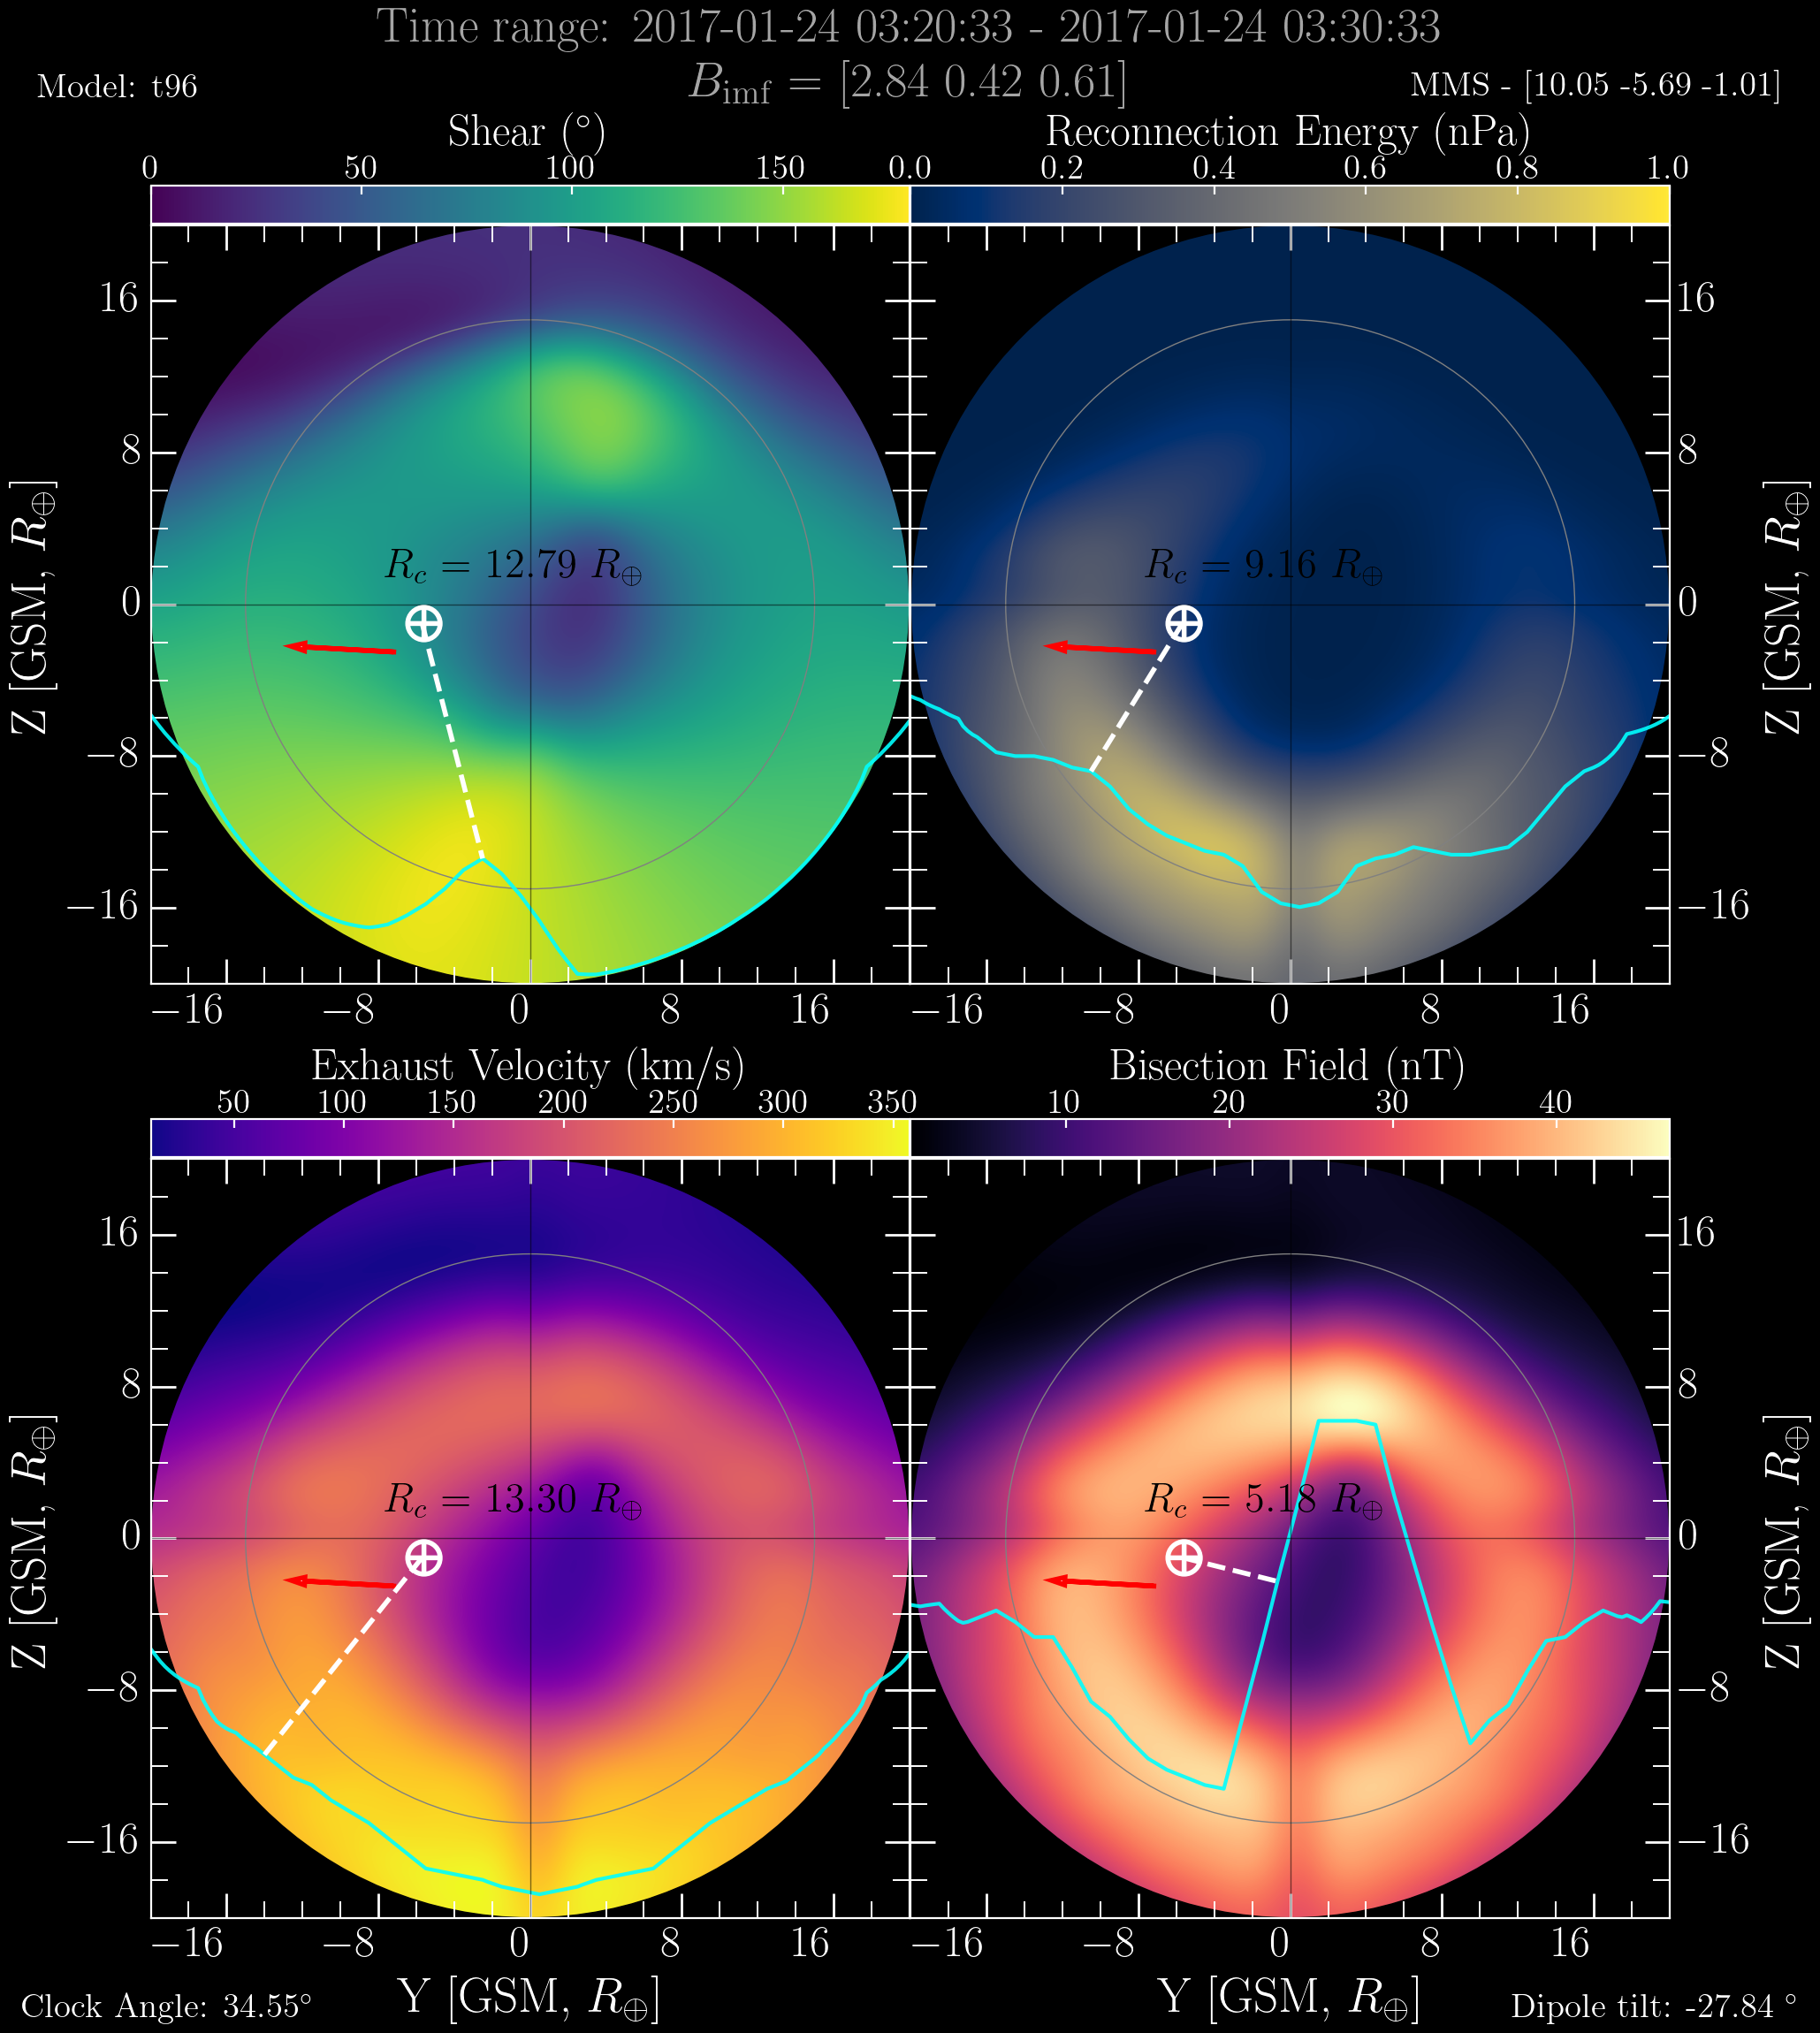 Time range: 2017-01-24 03:20:33 - 2017-01-24 03:30:33
Model: t96
B_imf = [2.84 0.42 0.61]
MMS - [10.05 -5.69 -1.01]
Shear (°)
Reconnection Energy (nPa)
0 50 100 150
0.0 0.2 0.4 0.6 0.8 1.0
16 8 0 −8 −16
Z [GSM, R⊕]
R_c = 12.79 R⊕
R_c = 9.16 R⊕
16 8 0 −8 −16
Z [GSM, R⊕]
−16 −8 0 8 16
−16 −8 0 8 16
Exhaust Velocity (km/s)
Bisection Field (nT)
50 100 150 200 250 300 350
10 20 30 40
16 8 0 −8 −16
Z [GSM, R⊕]
R_c = 13.30 R⊕
R_c = 5.18 R⊕
16 8 0 −8 −16
Z [GSM, R⊕]
−16 −8 0 8 16
−16 −8 0 8 16
Y [GSM, R⊕]
Y [GSM, R⊕]
Clock Angle: 34.55°
Dipole tilt: -27.84 °